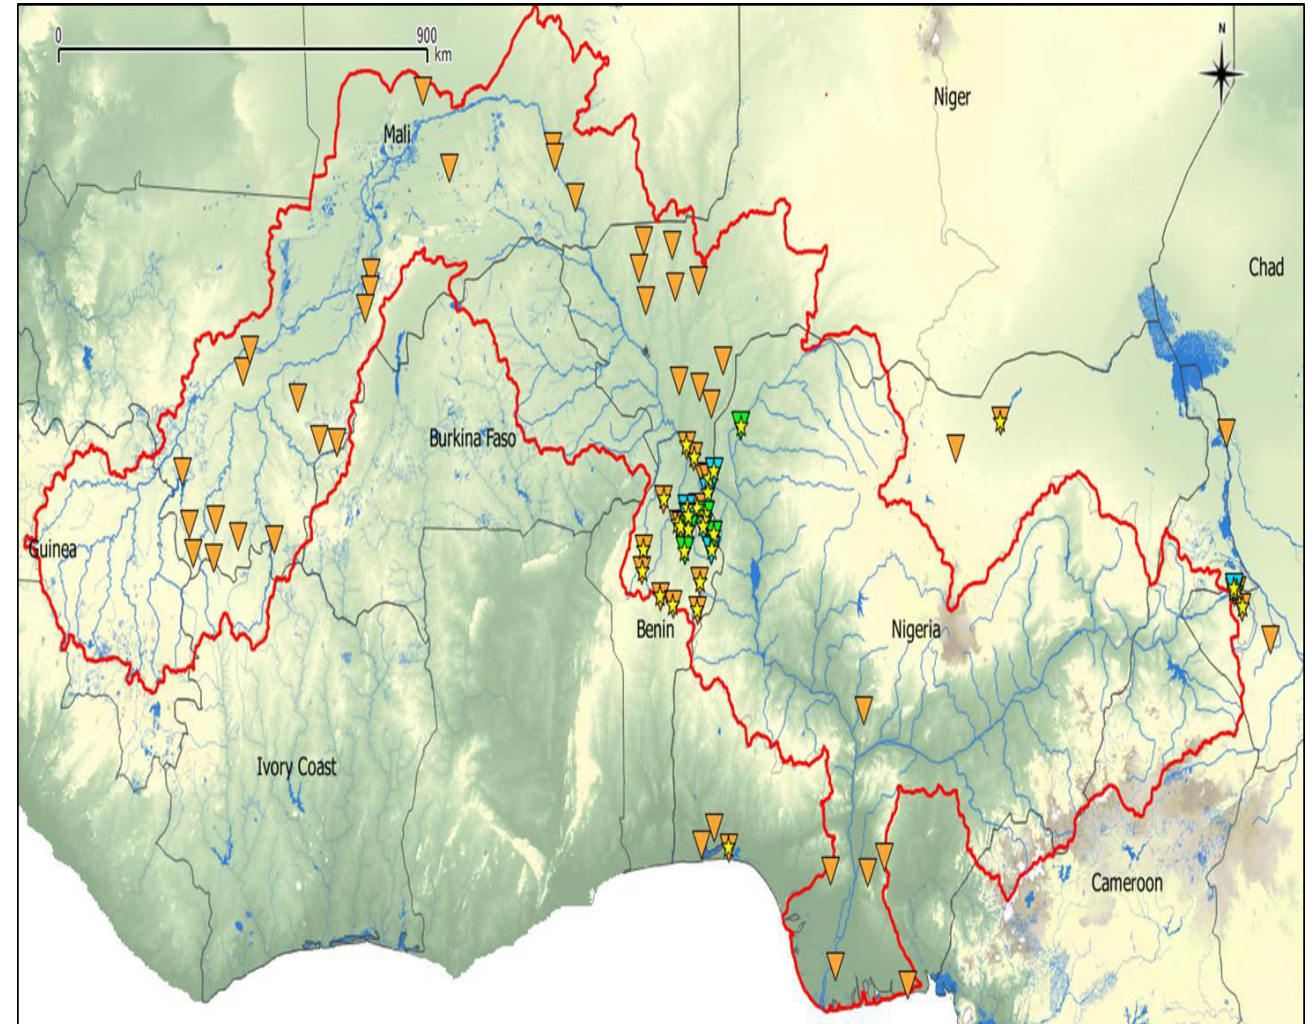 0 900
km
N
Niger
Mali
Chad
Burkina Faso
Guinea
Benin
Nigeria
Ivory Coast
Cameroon